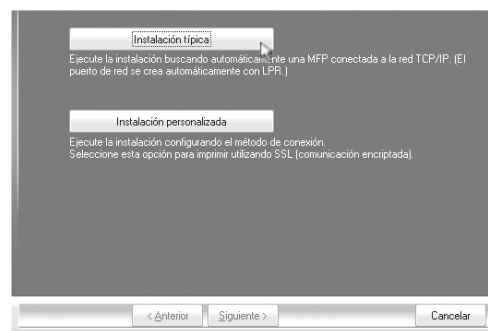 Instalación típica
Ejecute la instalación buscando automáticamente una MFP conectada a la red TCP/IP. (El
puerto de red se crea automáticamente con LPR.)
Instalación personalizada
Ejecute la instalación configurando el método de conexión.
Seleccione esta opción para imprimir utilizando SSL (comunicación encriptada).
< Anterior
Siguiente >
Cancelar